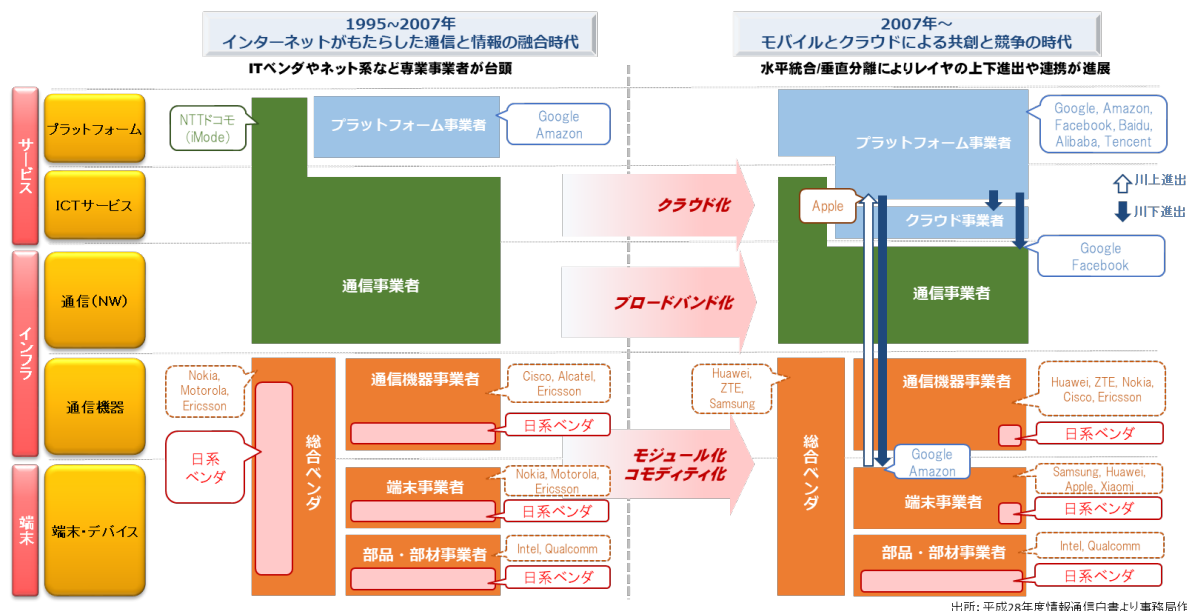 1995~2007年
インターネットがもたらした通信と情報の融合時代
2007年～
モバイルとクラウドによる共創と競争の時代
ITベンダやネット系など専業事業者が台頭
水平統合/垂直分離によりレイヤの上下進出や連携が進展
サービス
インフラ
端末
プラットフォーム
ICTサービス
通信(NW)
通信機器
端末・デバイス
NTTドコモ
(iMode)
プラットフォーム事業者
Google
Amazon
通信事業者
Nokia,
Motorola,
Ericsson
日系
ベンダ
総合ベンダ
通信機器事業者
Cisco, Alcatel,
Ericsson
日系ベンダ
端末事業者
Nokia, Motorola,
Ericsson
日系ベンダ
部品・部材事業者
Intel, Qualcomm
日系ベンダ
クラウド化
ブロードバンド化
モジュール化
コモディティ化
プラットフォーム事業者
Google, Amazon,
Facebook, Baidu,
Alibaba, Tencent
川上進出
川下進出
Apple
クラウド事業者
Google
Facebook
通信事業者
Huawei,
ZTE,
Samsung
総合ベンダ
通信機器事業者
Huawei, ZTE, Nokia,
Cisco, Ericsson
日系ベンダ
Google
Amazon
端末事業者
Samsung, Huawei,
Apple, Xiaomi
日系ベンダ
部品・部材事業者
Intel, Qualcomm
日系ベンダ
出所: 平成28年度情報通信白書より事務局作